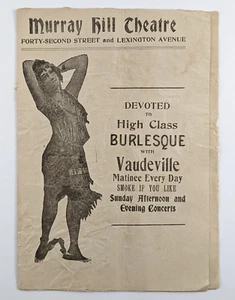 Murray Hill Theatre
FORTY-SECOND STREET and LEXINGTON AVENUE
DEVOTED
TO
High Class
BURLESQUE
WITH
Vaudeville
Matinee Every Day
SMOKE IF YOU LIKE
Sunday Afternoon and
Evening Concerts